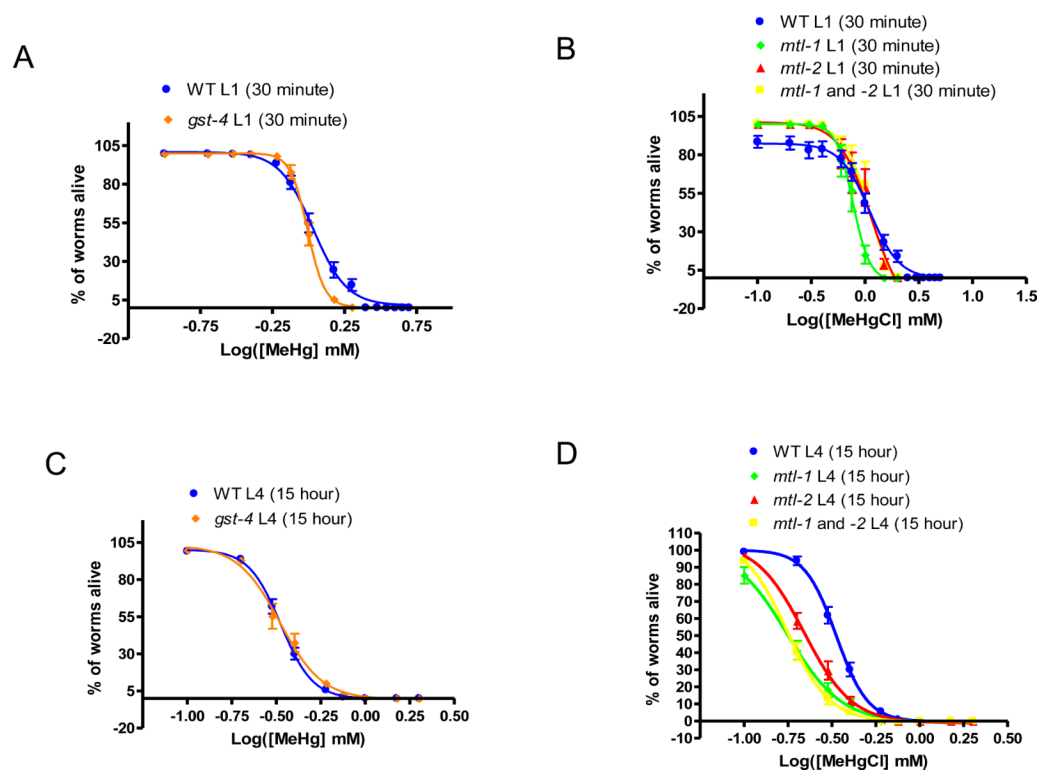 A
WT L1 (30 minute)
gst-4 L1 (30 minute)
% of worms alive
105
80
55
30
5
-20
-0.75
-0.25
0.25
0.75
Log([MeHg] mM)
B
WT L1 (30 minute)
mtl-1 L1 (30 minute)
mtl-2 L1 (30 minute)
mtl-1 and -2 L1 (30 minute)
% of worms alive
105
80
55
30
5
-20
-1.0
-0.5
0.0
0.5
1.0
1.5
Log([MeHgCl] mM)
C
WT L4 (15 hour)
gst-4 L4 (15 hour)
% of worms alive
105
80
55
30
5
-20
-1.00
-0.75
-0.50
-0.25
0.00
0.25
0.50
Log([MeHg] mM)
D
WT L4 (15 hour)
mtl-1 L4 (15 hour)
mtl-2 L4 (15 hour)
mtl-1 and -2 L4 (15 hour)
% of worms alive
110
100
90
80
70
60
50
40
30
20
10
0
-10
-1.00
-0.75
-0.50
-0.25
0.00
0.25
0.50
Log([MeHgCl] mM)